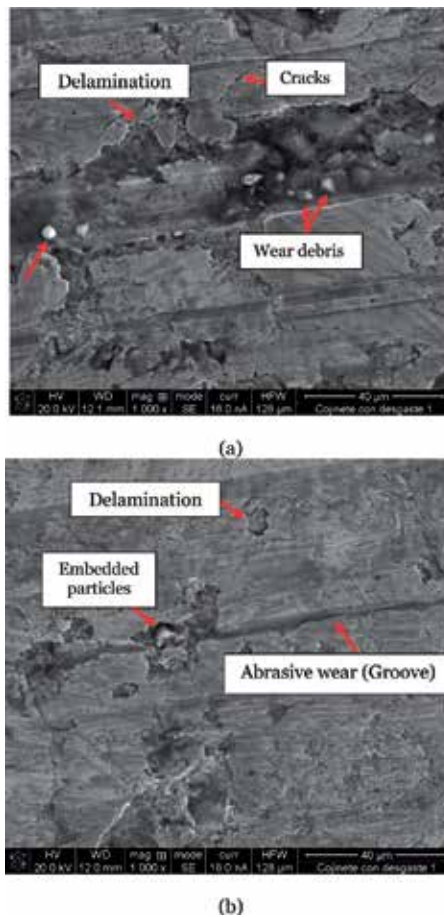 Delamination
Cracks
Wear debris
HV WD mag mode curr HFW 40 µm
20.0 kV 12.1 mm 1 000 x SE 18.0 nA 128 µm Cojinete con desgaste 1
(a)
Delamination
Embedded
particles
Abrasive wear (Groove)
HV WD mag mode curr HFW 40 µm
20.0 kV 12.0 mm 1 000 x SE 18.0 nA 128 µm Cojinete con desgaste 1
(b)